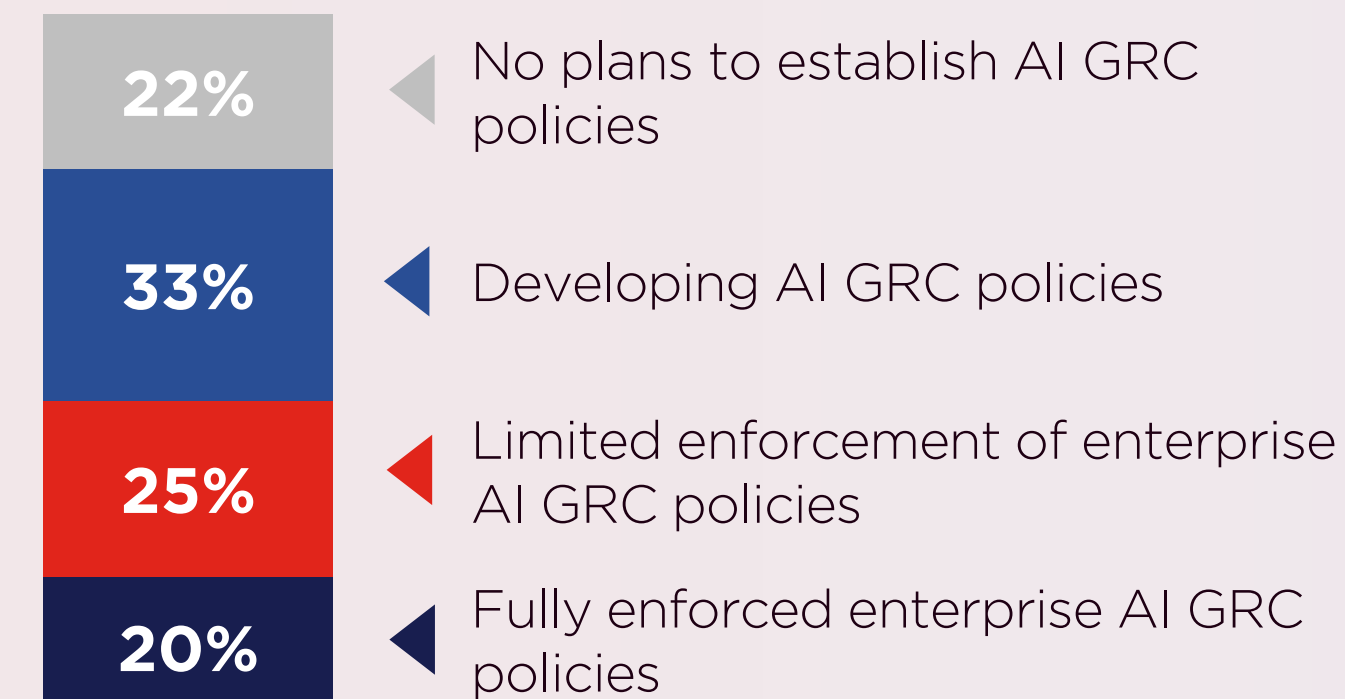 22%
No plans to establish AI GRC
policies
33%
Developing AI GRC policies
25%
Limited enforcement of enterprise
AI GRC policies
20%
Fully enforced enterprise AI GRC
policies